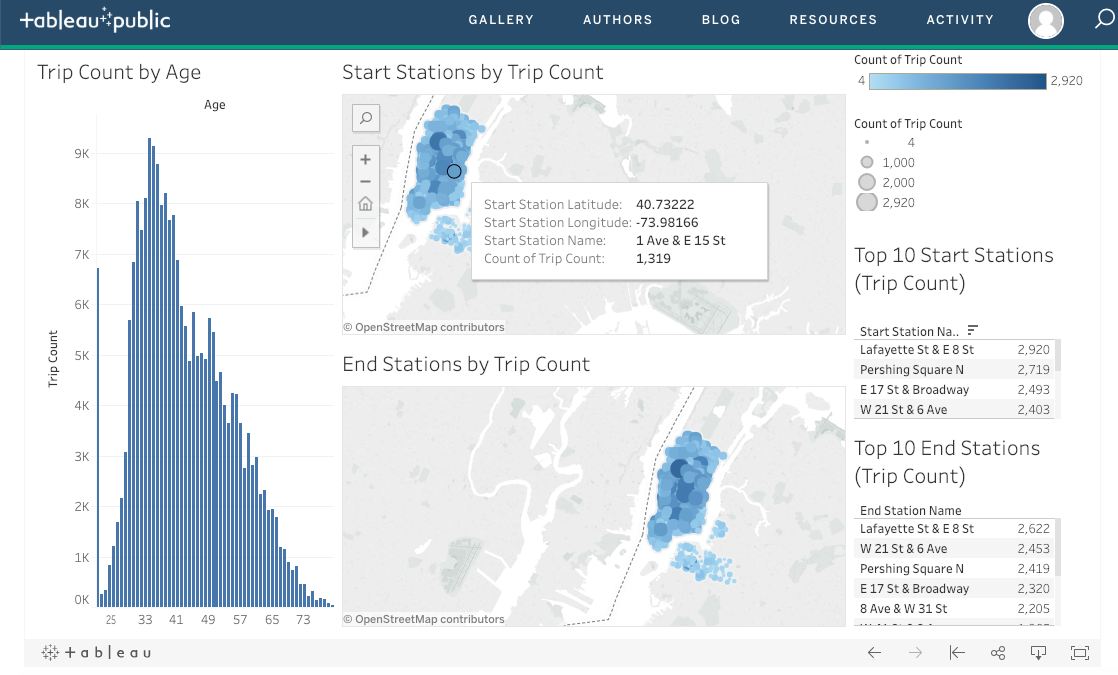 +ableau+public
GALLERY
AUTHORS
BLOG
RESOURCES
ACTIVITY
Trip Count by Age
Age
Trip Count
9K
8K
7K
6K
5K
4K
3K
2K
1K
0K
25 33 41 49 57 65 73
Start Stations by Trip Count
Start Station Latitude: 40.73222
Start Station Longitude: -73.98166
Start Station Name: 1 Ave & E 15 St
Count of Trip Count: 1,319
© OpenStreetMap contributors
End Stations by Trip Count
© OpenStreetMap contributors
Count of Trip Count
4 2,920
Count of Trip Count
4
1,000
2,000
2,920
Top 10 Start Stations
(Trip Count)
Start Station Na..
Lafayette St & E 8 St 2,920
Pershing Square N 2,719
E 17 St & Broadway 2,493
W 21 St & 6 Ave 2,403
Top 10 End Stations
(Trip Count)
End Station Name
Lafayette St & E 8 St 2,622
W 21 St & 6 Ave 2,453
Pershing Square N 2,419
E 17 St & Broadway 2,320
8 Ave & W 31 St 2,205
+ableau